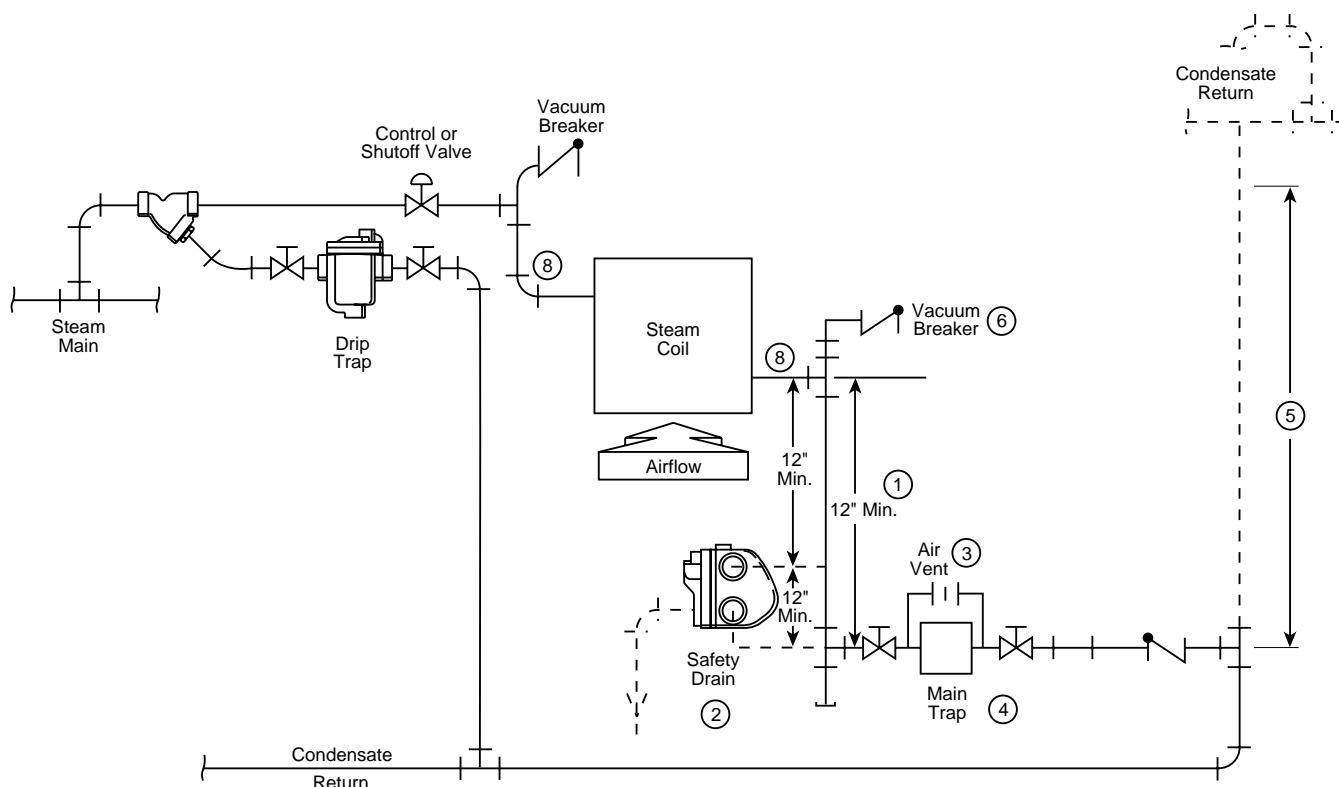 Condensate
Return
Vacuum
Breaker
Control or
Shutoff Valve
8
Steam
Main
Drip
Trap
Steam
Coil
Vacuum
Breaker
6
8
5
Airflow
12"
Min.
1
12" Min.
Air
Vent
3
12"
Min.
Safety
Drain
2
Main
Trap
4
Condensate
Return